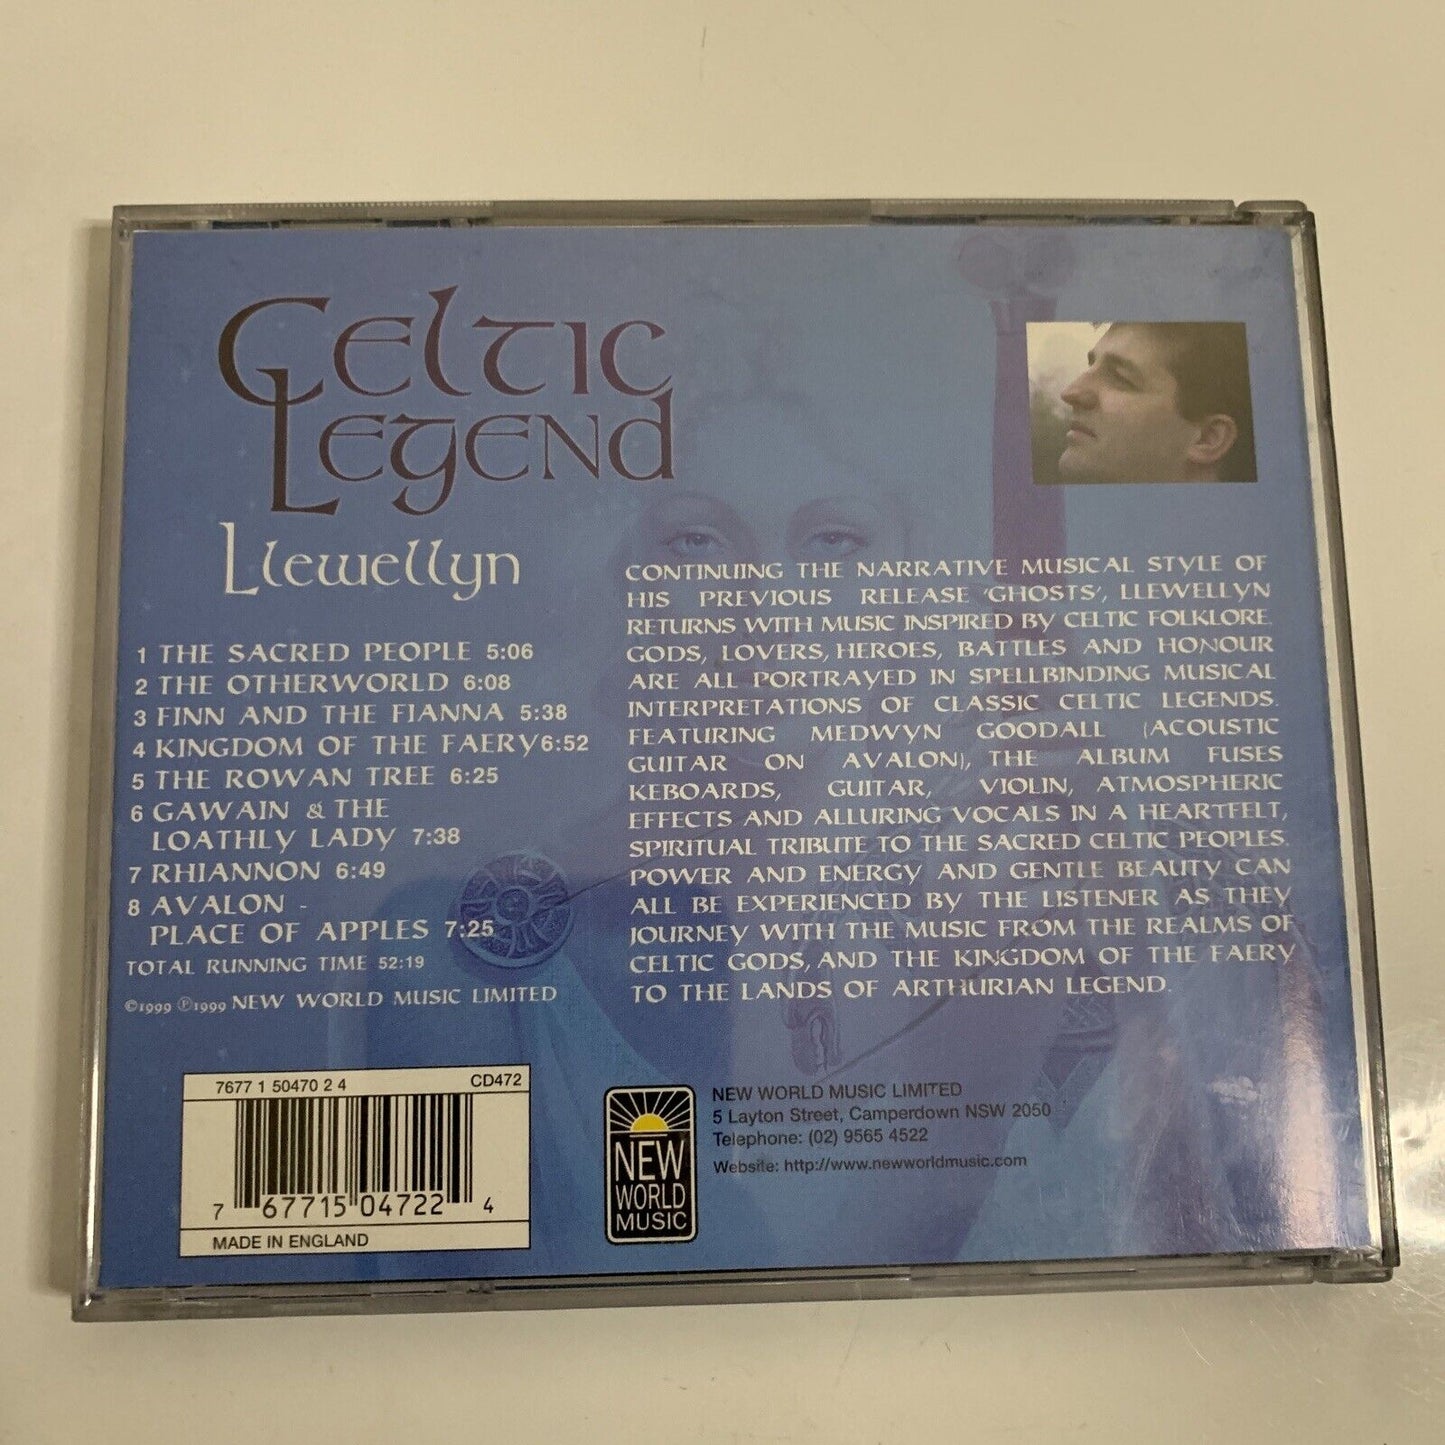 Celtic
Legend
Llewellyn
1 THE SACRED PEOPLE 5:06
2 THE OTHERWORLD 6:08
3 FINN AND THE FIANNA 5:38
4 KINGDOM OF THE FAERY 6:52
5 THE ROWAN TREE 6:25
6 GAWAIN & THE
LOATHLY LADY 7:38
7 RHIANNON 6:49
8 AVALON -
PLACE OF APPLES 7:25
TOTAL RUNNING TIME 52:19
©1999 ℗1999 NEW WORLD MUSIC LIMITED
CONTINUING THE NARRATIVE MUSICAL STYLE OF
HIS PREVIOUS RELEASE 'GHOSTS', LLEWELLYN
RETURNS WITH MUSIC INSPIRED BY CELTIC FOLKLORE.
GODS, LOVERS, HEROES, BATTLES AND HONOUR
ARE ALL PORTRAYED IN SPELLBINDING MUSICAL
INTERPRETATIONS OF CLASSIC CELTIC LEGENDS.
FEATURING MEDWYN GOODALL (ACOUSTIC
GUITAR ON AVALON), THE ALBUM FUSES
KEBOARDS, GUITAR, VIOLIN, ATMOSPHERIC
EFFECTS AND ALLURING VOCALS IN A HEARTFELT,
SPIRITUAL TRIBUTE TO THE SACRED CELTIC PEOPLES.
POWER AND ENERGY AND GENTLE BEAUTY CAN
ALL BE EXPERIENCED BY THE LISTENER AS THEY
JOURNEY WITH THE MUSIC FROM THE REALMS OF
CELTIC GODS, AND THE KINGDOM OF THE FAERY
TO THE LANDS OF ARTHURIAN LEGEND.
7677 1 50470 2 4 CD472
7 67715 04722 4
MADE IN ENGLAND
NEW
WORLD
MUSIC
NEW WORLD MUSIC LIMITED
5 Layton Street, Camperdown NSW 2050
Telephone: (02) 9565 4522
Website: http://www.newworldmusic.com